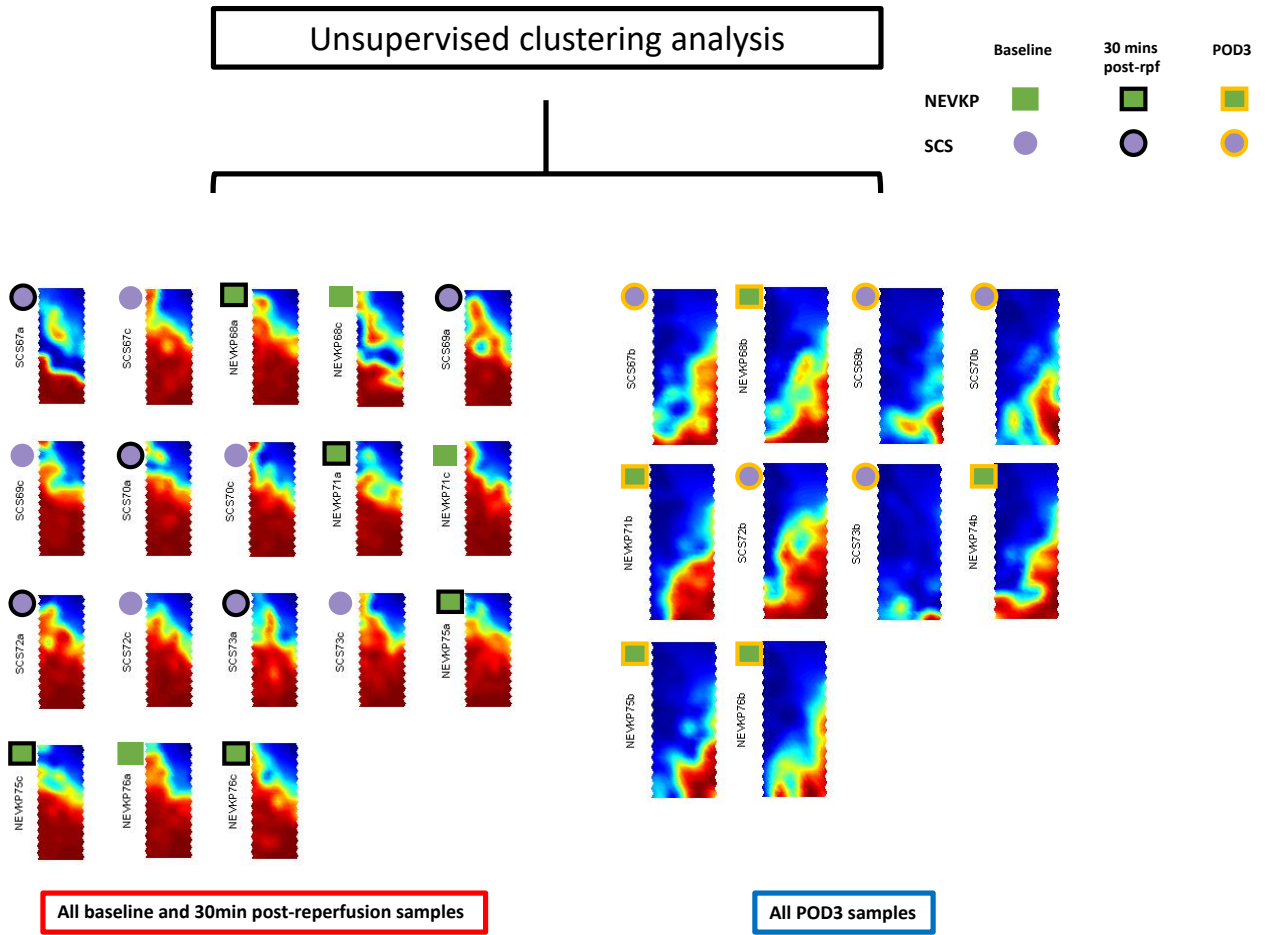 Unsupervised clustering analysis
Baseline
30 mins
post-rpf
POD3
NEVKP
SCS
SCS67a
SCS67c
NEVKP68a
NEVKP68c
SCS69a
SCS69c
SCS70a
SCS70c
NEVKP71a
NEVKP71c
SCS72a
SCS72c
SCS73a
SCS73c
NEVKP75a
NEVKP75c
NEVKP76a
NEVKP76c
SCS67b
NEVKP68b
SCS69b
SCS70b
NEVKP71b
SCS72b
SCS73b
NEVKP74b
NEVKP75b
NEVKP76b
All baseline and 30min post-reperfusion samples
All POD3 samples